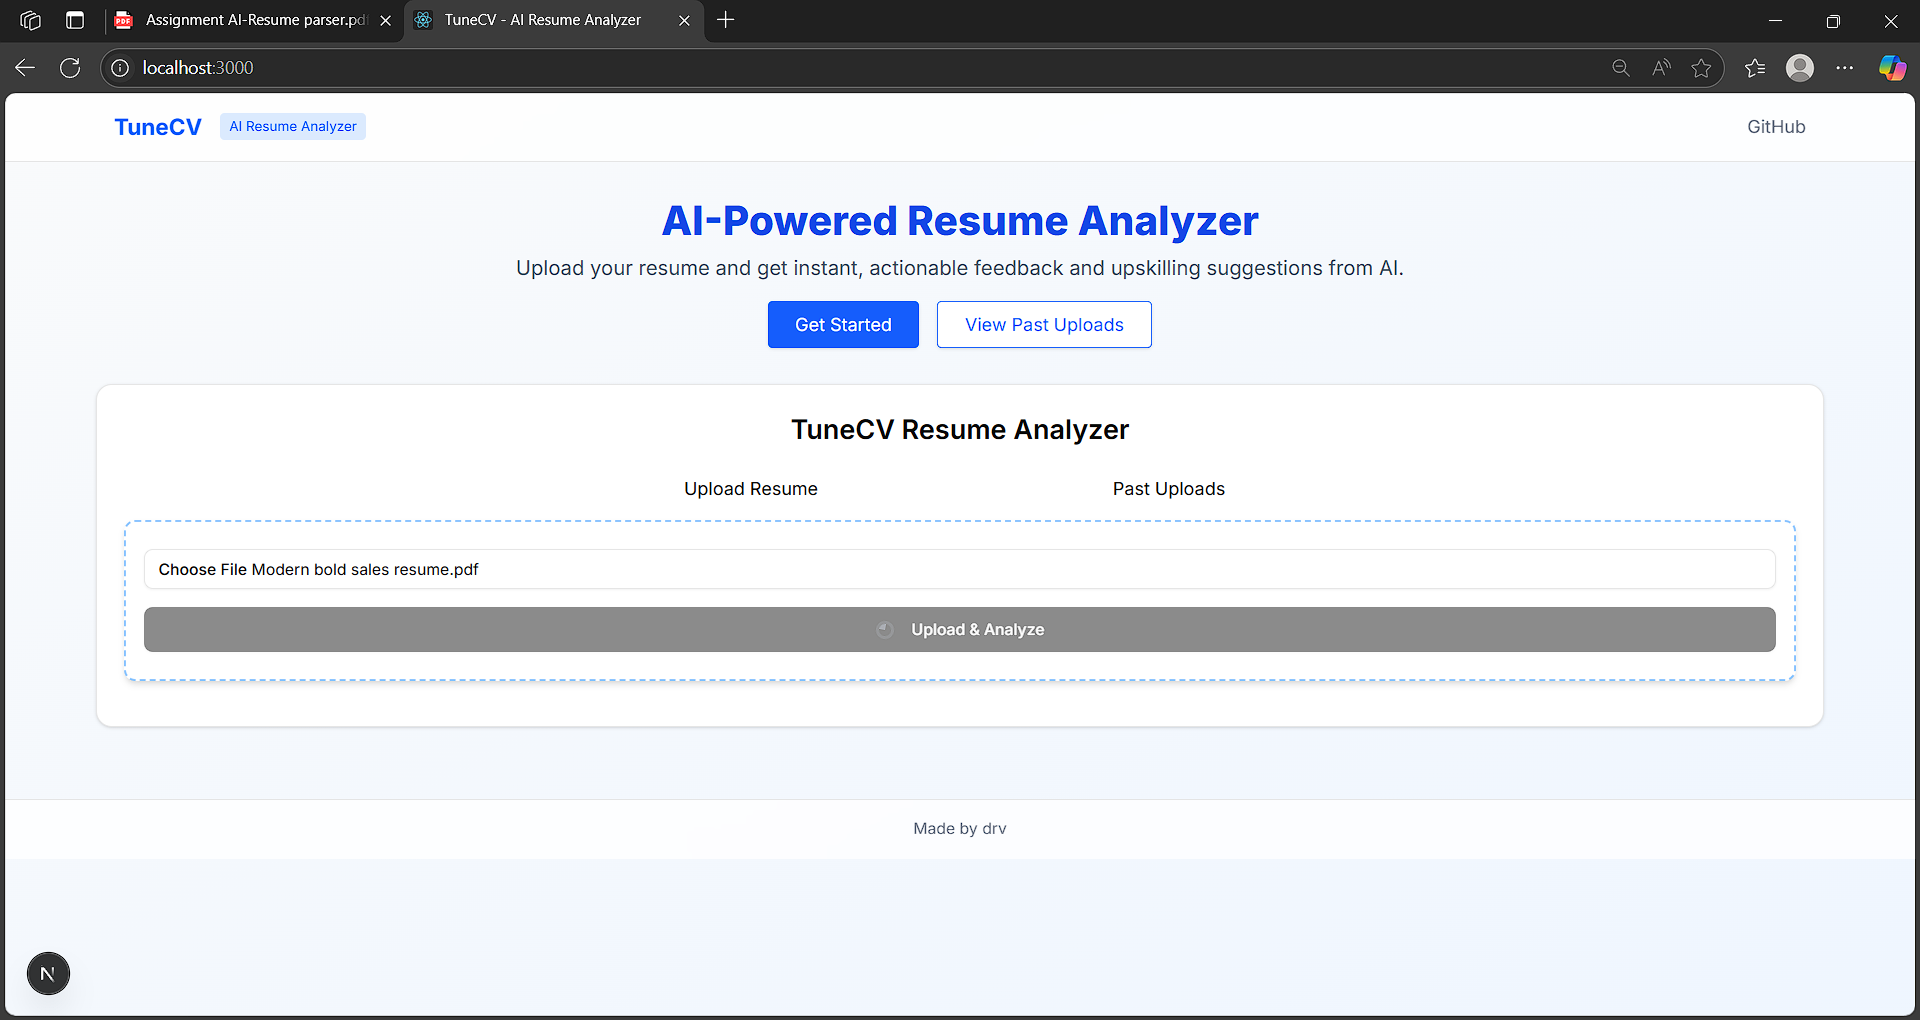 Assignment AI-Resume parser.pdf
TuneCV - AI Resume Analyzer
localhost:3000
TuneCV
AI Resume Analyzer
GitHub
AI-Powered Resume Analyzer
Upload your resume and get instant, actionable feedback and upskilling suggestions from AI.
Get Started
View Past Uploads
TuneCV Resume Analyzer
Upload Resume
Past Uploads
Choose File Modern bold sales resume.pdf
Upload & Analyze
Made by drv
N